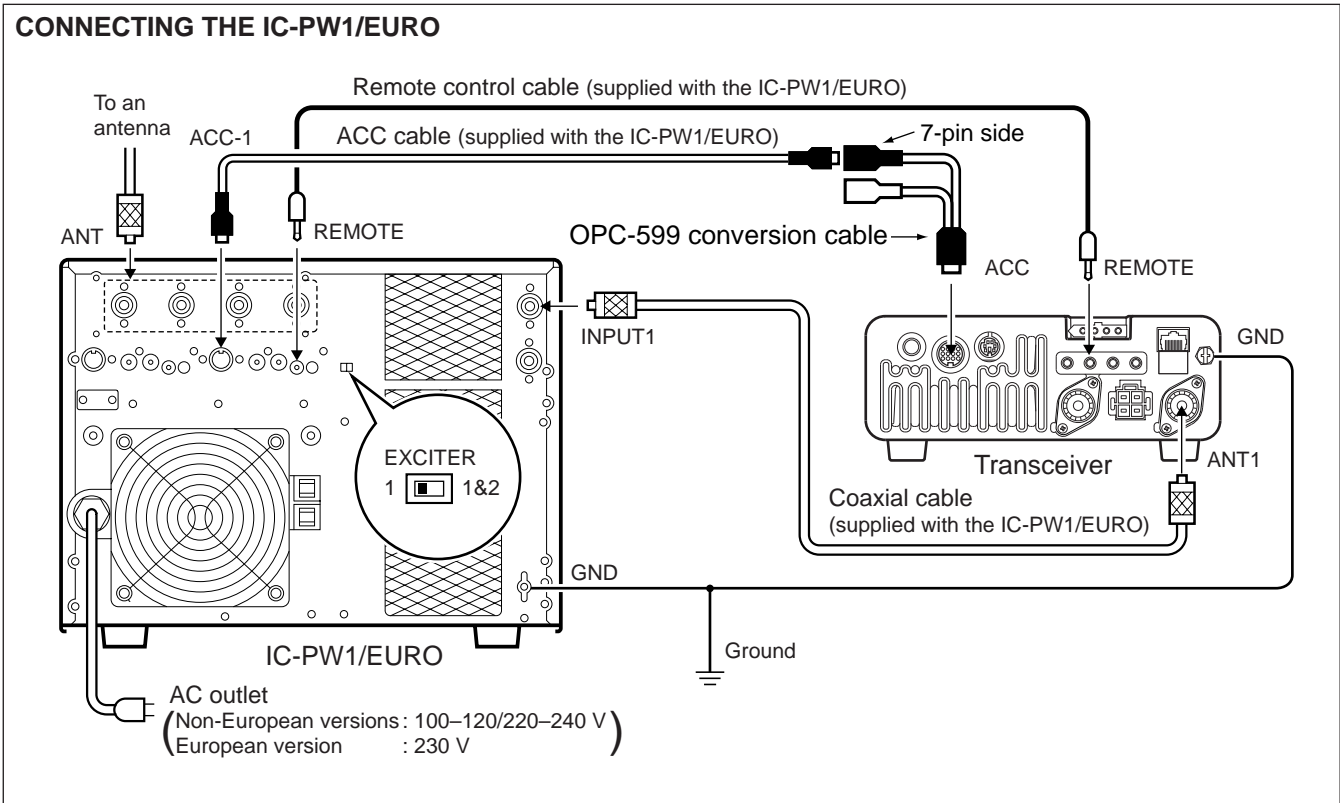 CONNECTING THE IC-PW1/EURO
Remote control cable (supplied with the IC-PW1/EURO)
To an
antenna
ACC-1
ACC cable (supplied with the IC-PW1/EURO)
7-pin side
ANT
REMOTE
OPC-599 conversion cable
ACC
REMOTE
INPUT1
GND
EXCITER
1
1&2
Transceiver
ANT1
Coaxial cable
(supplied with the IC-PW1/EURO)
GND
IC-PW1/EURO
Ground
AC outlet
(Non-European versions : 100–120/220–240 V
European version : 230 V)